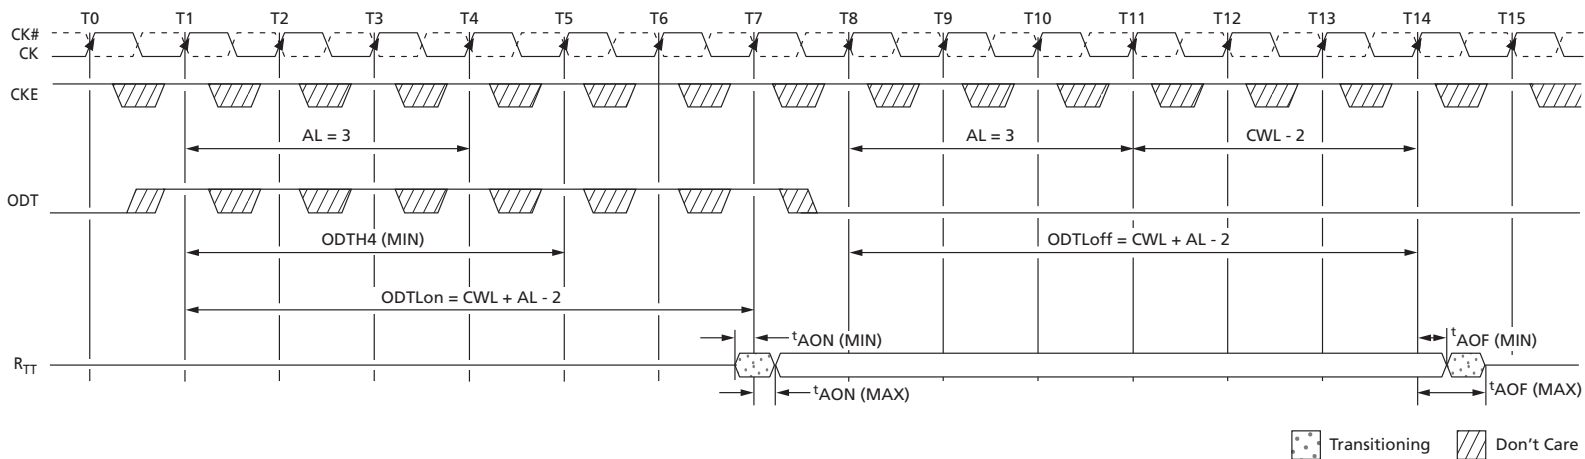 T0 T1 T2 T3 T4 T5 T6 T7 T8 T9 T10 T11 T12 T13 T14 T15
CK#
CK
CKE
AL = 3 AL = 3 CWL - 2
ODT
ODTH4 (MIN) ODTLoff = CWL + AL - 2
ODTLon = CWL + AL - 2
tAON (MIN) tAOF (MIN)
RTT
tAON (MAX) tAOF (MAX)
Transitioning Don't Care